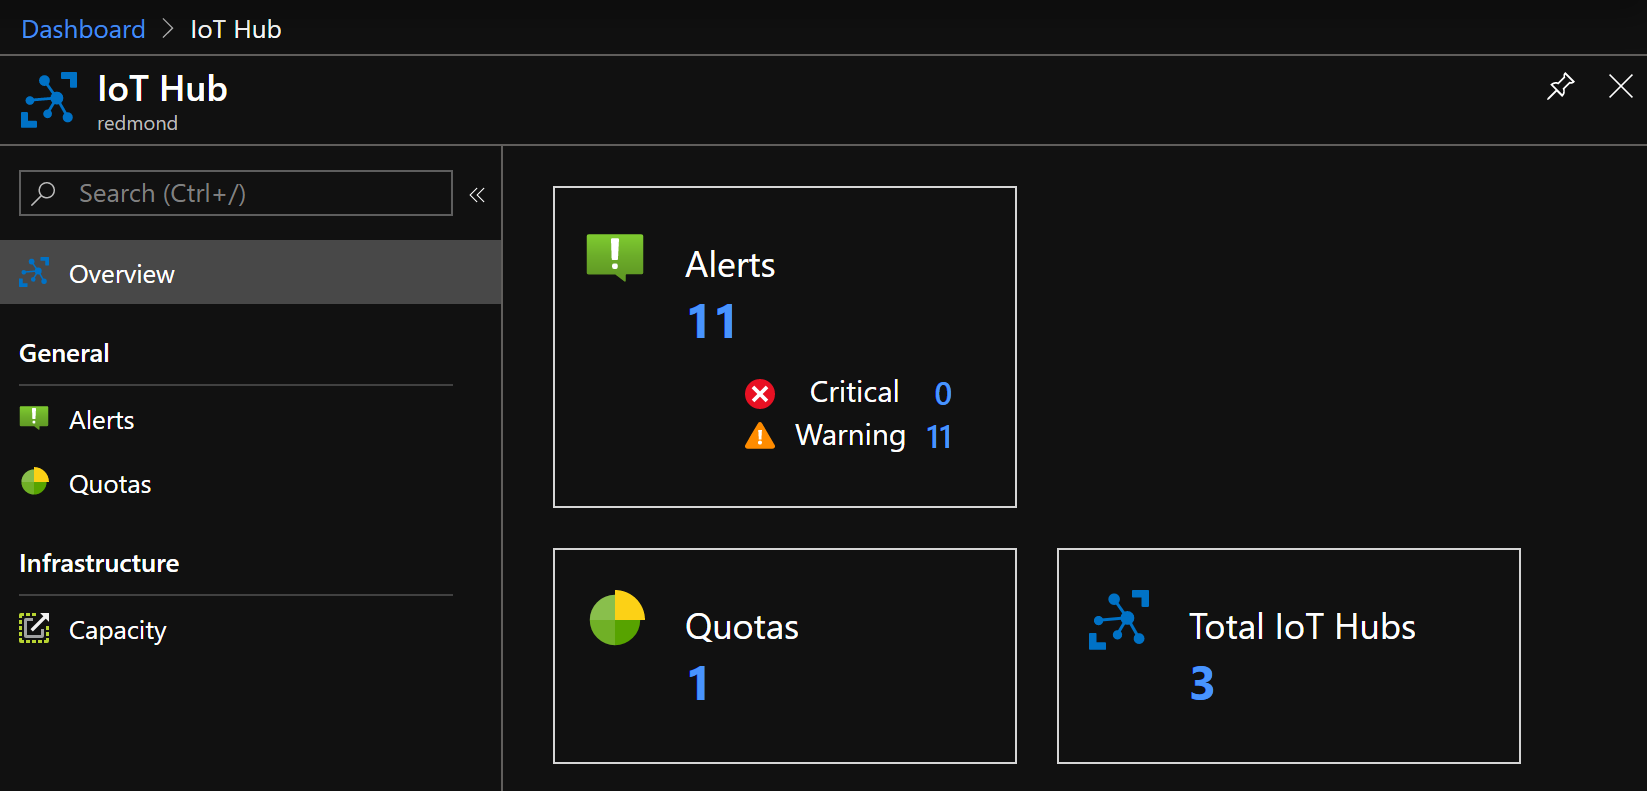 Dashboard > IoT Hub
IoT Hub
redmond
Search (Ctrl+/)
«
Overview
General
Alerts
Quotas
Infrastructure
Capacity
Alerts
11
Critical 0
Warning 11
Quotas
1
Total IoT Hubs
3